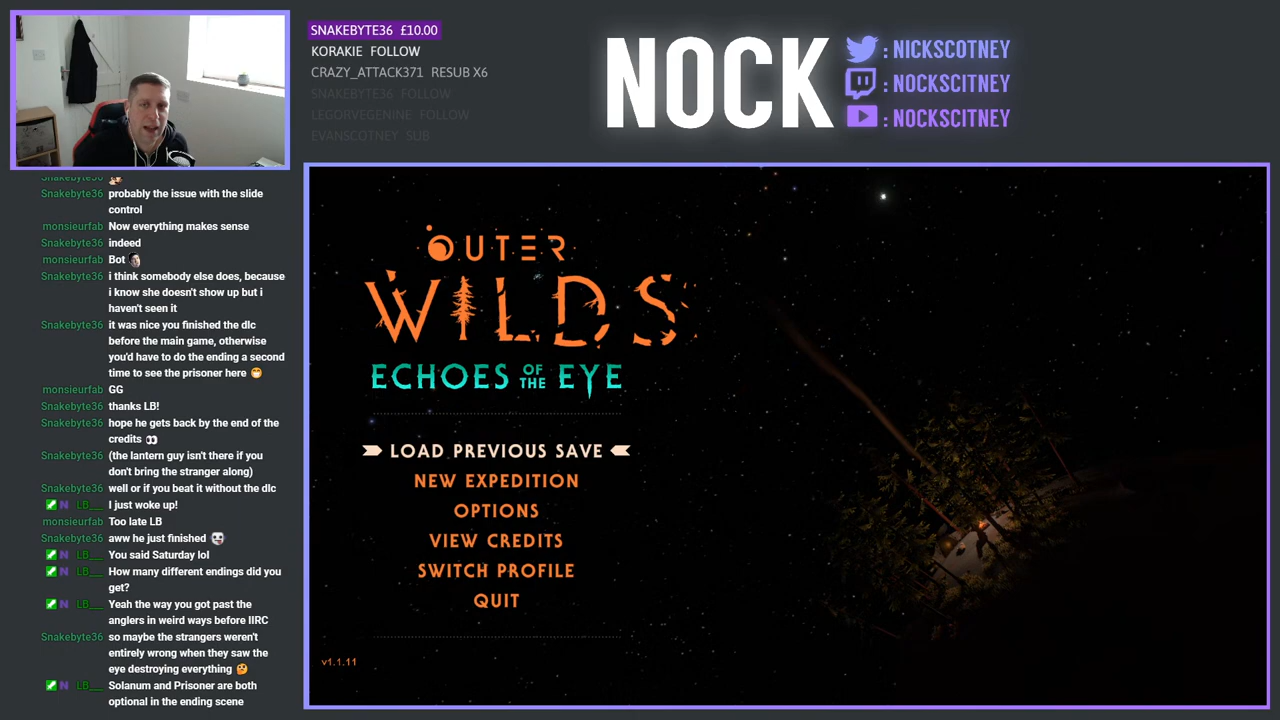 SNAKEBYTE36 £10.00
KORAKIE FOLLOW
CRAZY_ATTACK371 RESUB X6
SNAKEBYTE36 FOLLOW
LEGORVEGENINE FOLLOW
EVANSCOTNEY SUB
NOCK
: NICKSCOTNEY
: NOCKSCITNEY
: NOCKSCITNEY
Snakebyte36
Snakebyte36 probably the issue with the slide
control
monsieurfab Now everything makes sense
Snakebyte36 indeed
monsieurfab Bot
Snakebyte36 i think somebody else does, because
i know she doesn't show up but i
haven't seen it
Snakebyte36 it was nice you finished the dlc
before the main game, otherwise
you'd have to do the ending a second
time to see the prisoner here 😁
monsieurfab GG
Snakebyte36 thanks LB!
Snakebyte36 hope he gets back by the end of the
credits 👀
Snakebyte36 (the lantern guy isn't there if you
don't bring the stranger along)
Snakebyte36 well or if you beat it without the dlc
N LB___ I just woke up!
monsieurfab Too late LB
Snakebyte36 aww he just finished 💀
N LB___ You said Saturday lol
N LB___ How many different endings did you
get?
N LB___ Yeah the way you got past the
anglers in weird ways before IIRC
Snakebyte36 so maybe the strangers weren't
entirely wrong when they saw the
eye destroying everything 🤔
N LB___ Solanum and Prisoner are both
optional in the ending scene
OUTER
WILDS
ECHOES OF THE EYE
LOAD PREVIOUS SAVE
NEW EXPEDITION
OPTIONS
VIEW CREDITS
SWITCH PROFILE
QUIT
v1.1.11